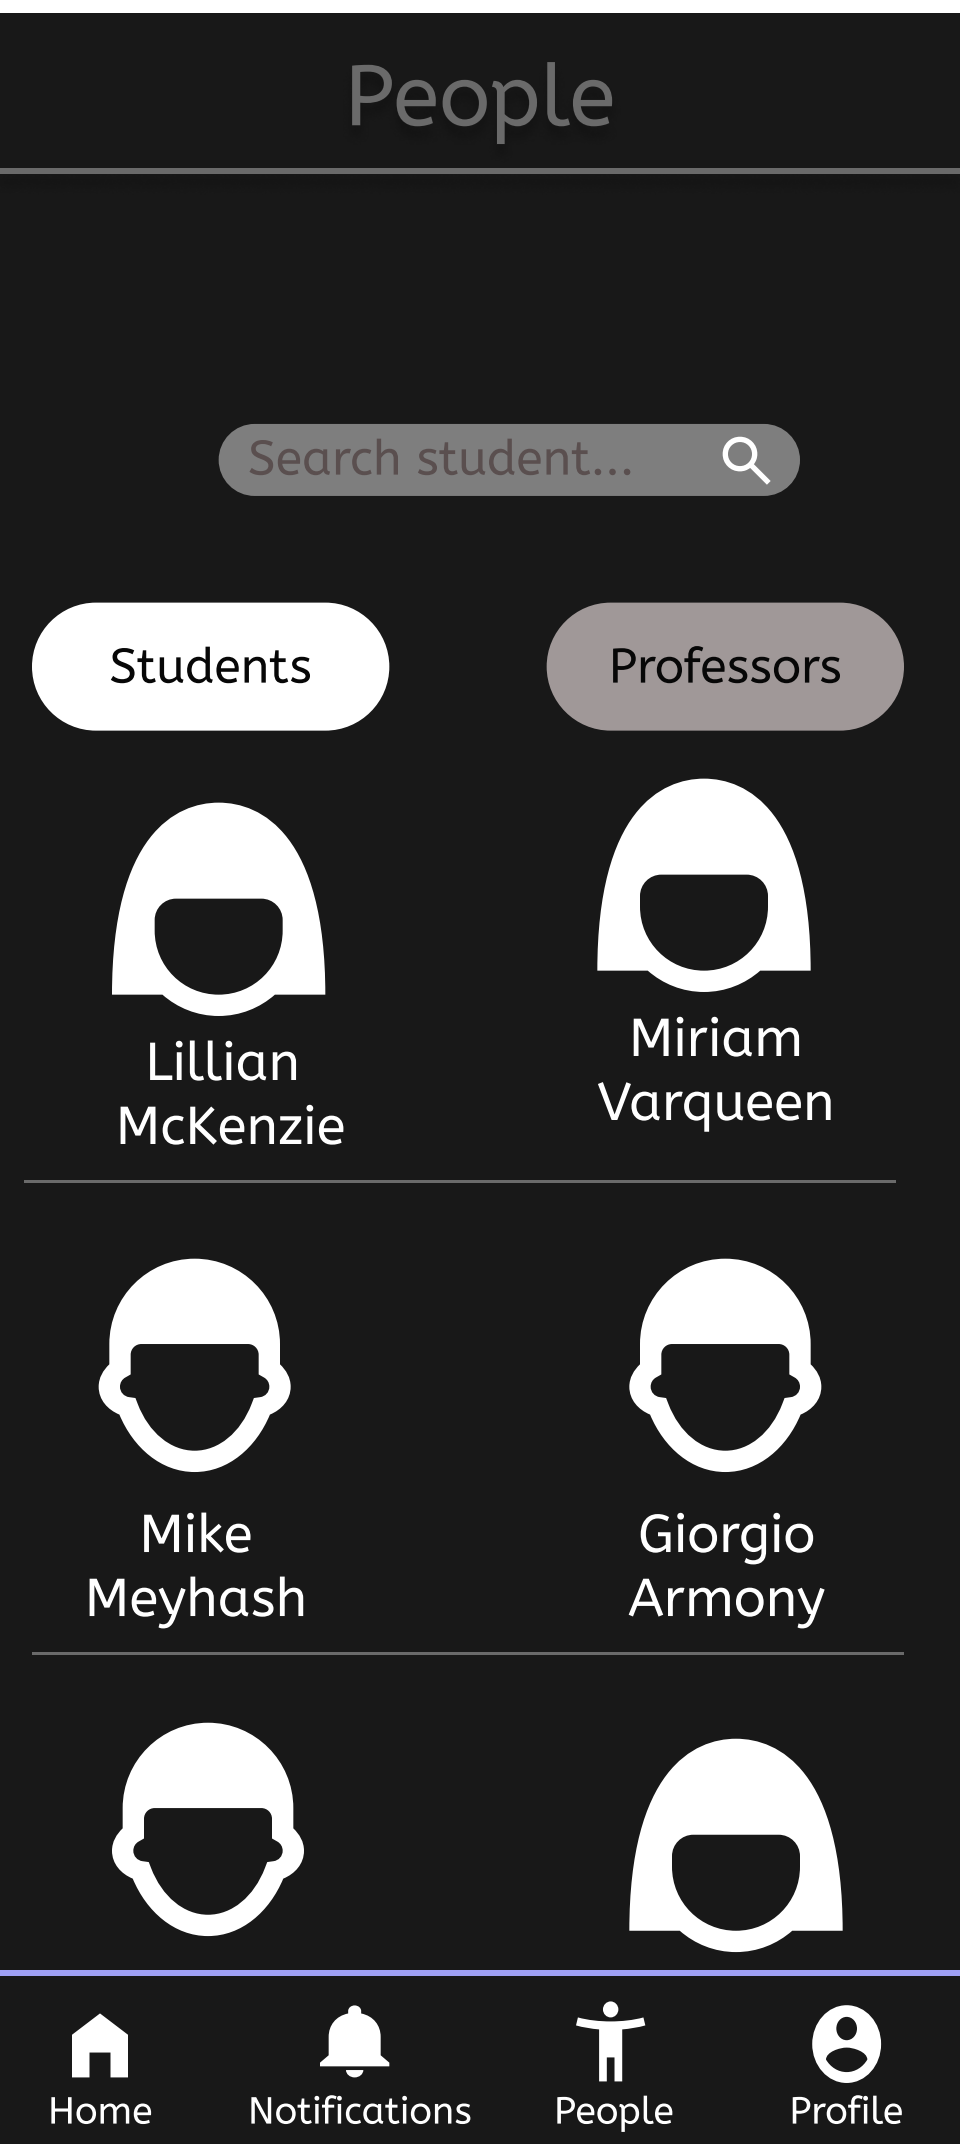 People
Search student...
Students
Professors
Lillian
McKenzie
Miriam
Varqueen
Mike
Meyhash
Giorgio
Armony
Home
Notifications
People
Profile